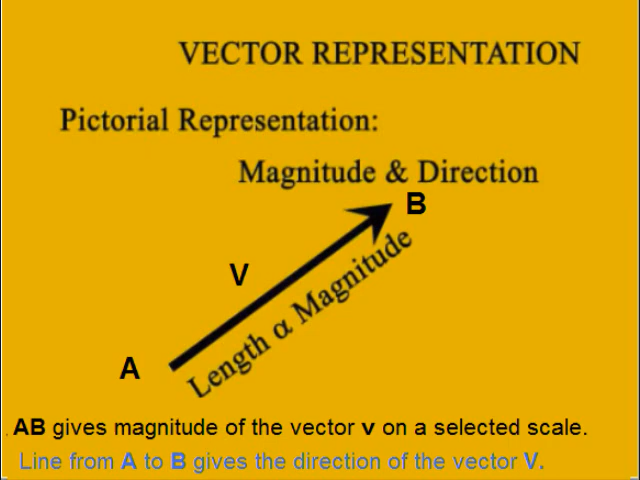 VECTOR REPRESENTATION
Pictorial Representation:
Magnitude & Direction
B
V
Length α Magnitude
A
AB gives magnitude of the vector v on a selected scale.
Line from A to B gives the direction of the vector V.